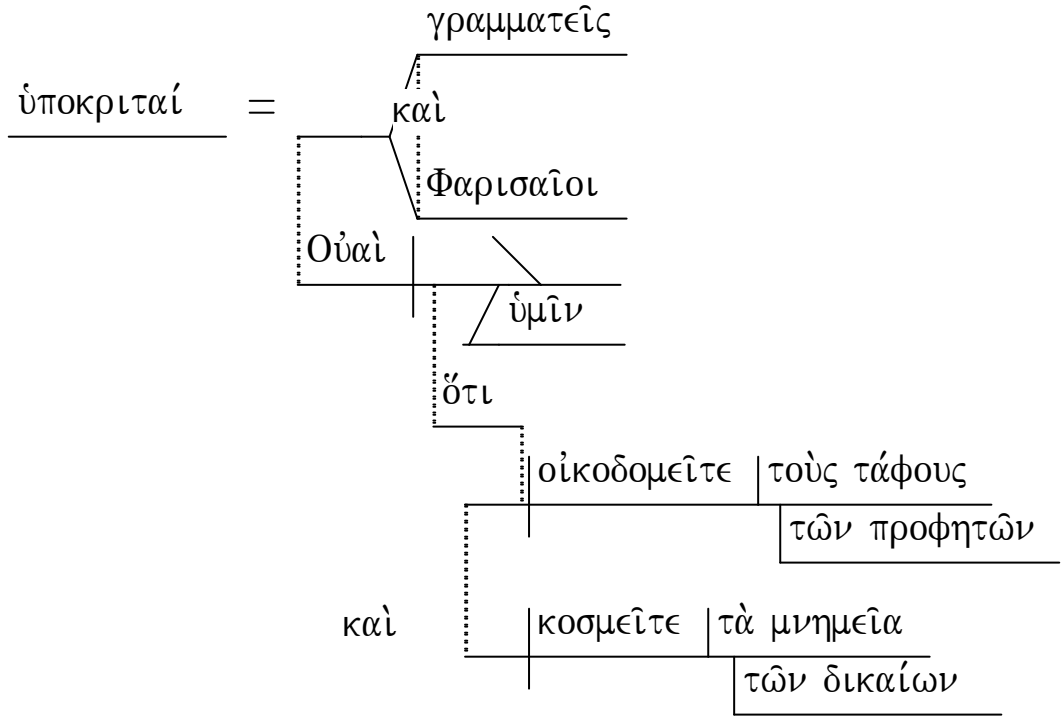 γραμματεῖς
ὑποκριταί =
καὶ
Φαρισαῖοι
Οὐαὶ
ὑμῖν
ὅτι
οἰκοδομεῖτε τοὺς τάφους
τῶν προφητῶν
καὶ κοσμεῖτε τὰ μνημεῖα
τῶν δικαίων